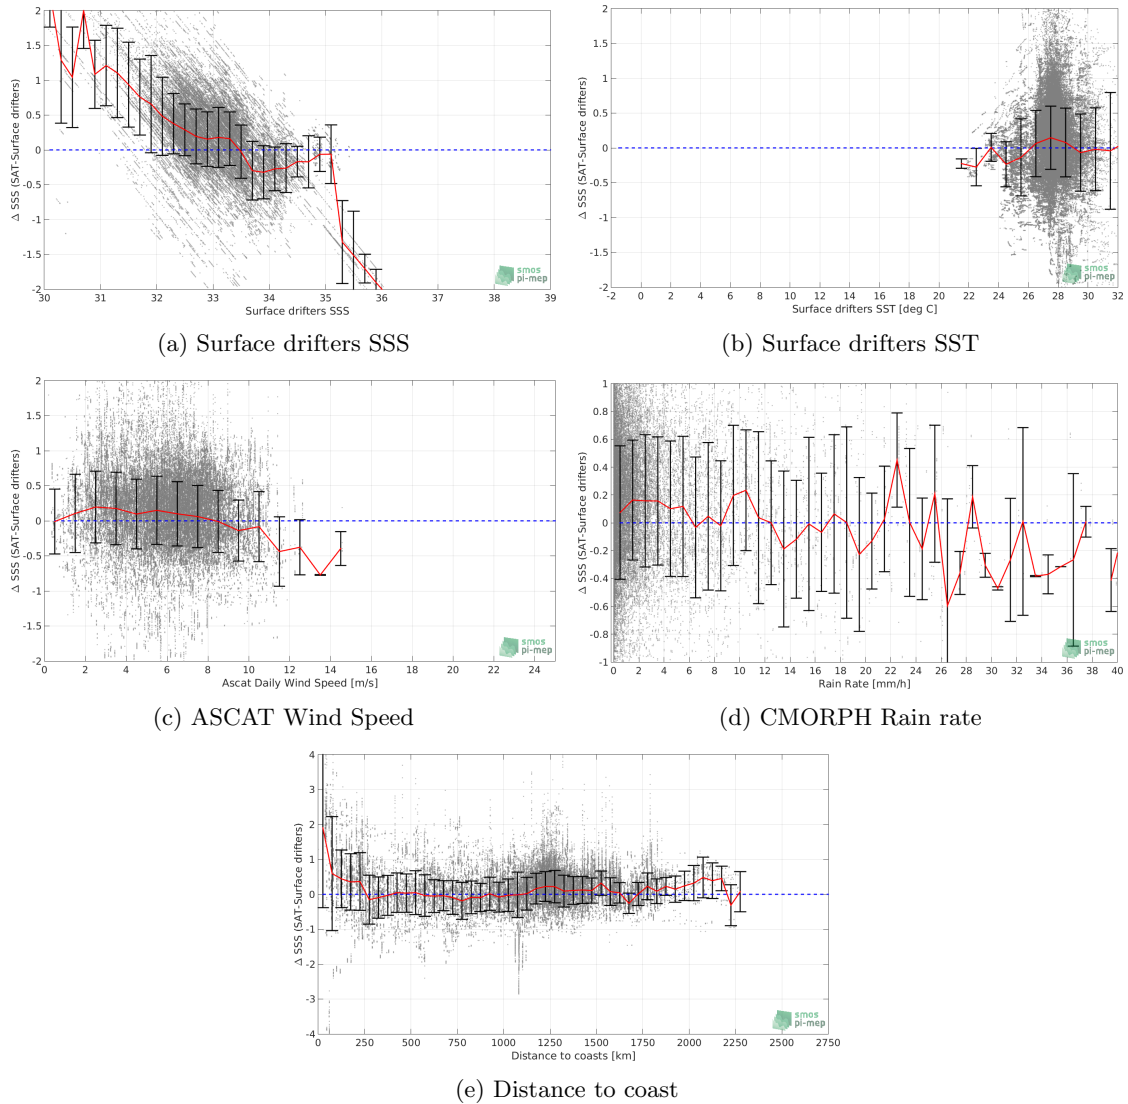 2
1.5
1
0.5
0
-0.5
-1
-1.5
-2
Δ SSS (SAT-Surface drifters)
30 31 32 33 34 35 36 37 38 39
Surface drifters SSS
smos
pi-mep
(a) Surface drifters SSS
2
1.5
1
0.5
0
-0.5
-1
-1.5
-2
Δ SSS (SAT-Surface drifters)
-2 0 2 4 6 8 10 12 14 16 18 20 22 24 26 28 30 32
Surface drifters SST [deg C]
smos
pi-mep
(b) Surface drifters SST
2
1.5
1
0.5
0
-0.5
-1
-1.5
-2
Δ SSS (SAT-Surface drifters)
0 2 4 6 8 10 12 14 16 18 20 22 24
Ascat Daily Wind Speed [m/s]
smos
pi-mep
(c) ASCAT Wind Speed
1
0.8
0.6
0.4
0.2
0
-0.2
-0.4
-0.6
-0.8
-1
Δ SSS (SAT-Surface drifters)
0 2 4 6 8 10 12 14 16 18 20 22 24 26 28 30 32 34 36 38 40
Rain Rate [mm/h]
smos
pi-mep
(d) CMORPH Rain rate
4
3
2
1
0
-1
-2
-3
-4
Δ SSS (SAT-Surface drifters)
0 250 500 750 1000 1250 1500 1750 2000 2250 2500 2750
Distance to coasts [km]
smos
pi-mep
(e) Distance to coast